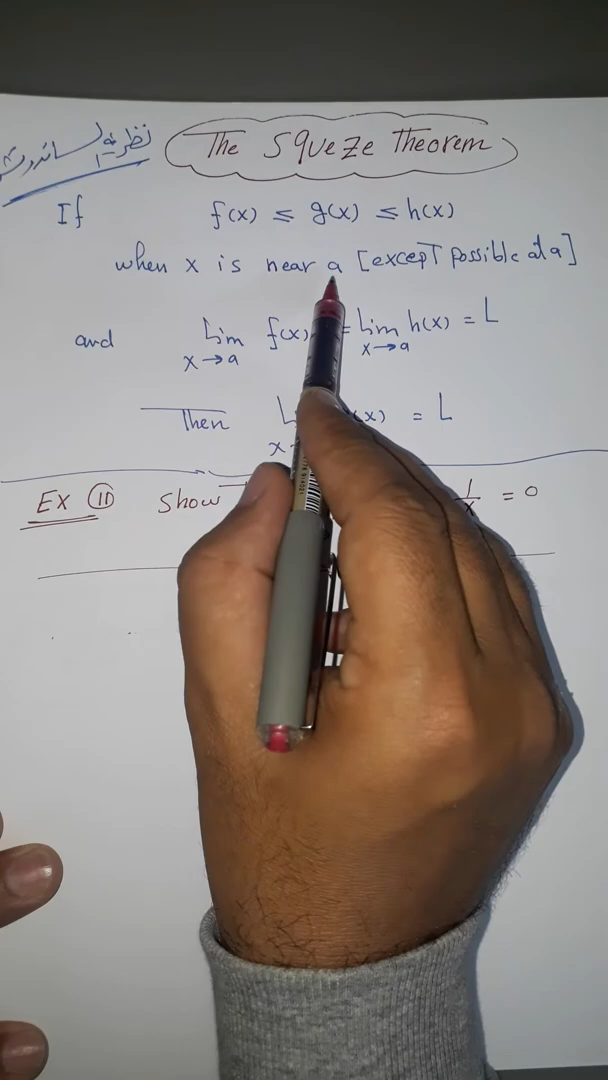 نظرية الساندوتش
The Squeze Theorem
If f(x) ≤ g(x) ≤ h(x)
when x is near a [except possible at a]
and Lim x→a f(x) = Lim x→a h(x) = L
Then (x) = L
Ex 11 Show 1/x = 0